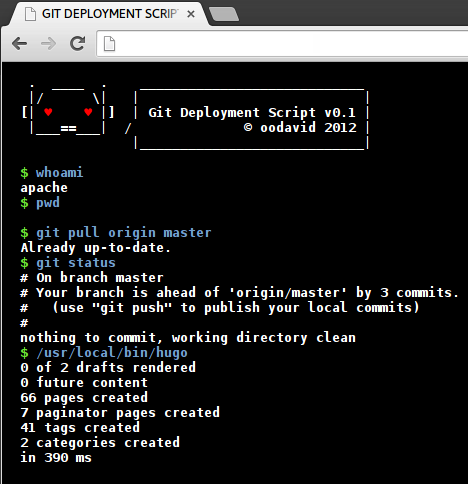 GIT DEPLOYMENT SCRIP
Git Deployment Script v0.1
© oodavid 2012
$ whoami
apache
$ pwd
$ git pull origin master
Already up-to-date.
$ git status
# On branch master
# Your branch is ahead of 'origin/master' by 3 commits.
#   (use "git push" to publish your local commits)
#
nothing to commit, working directory clean
$ /usr/local/bin/hugo
0 of 2 drafts rendered
0 future content
66 pages created
7 paginator pages created
41 tags created
2 categories created
in 390 ms